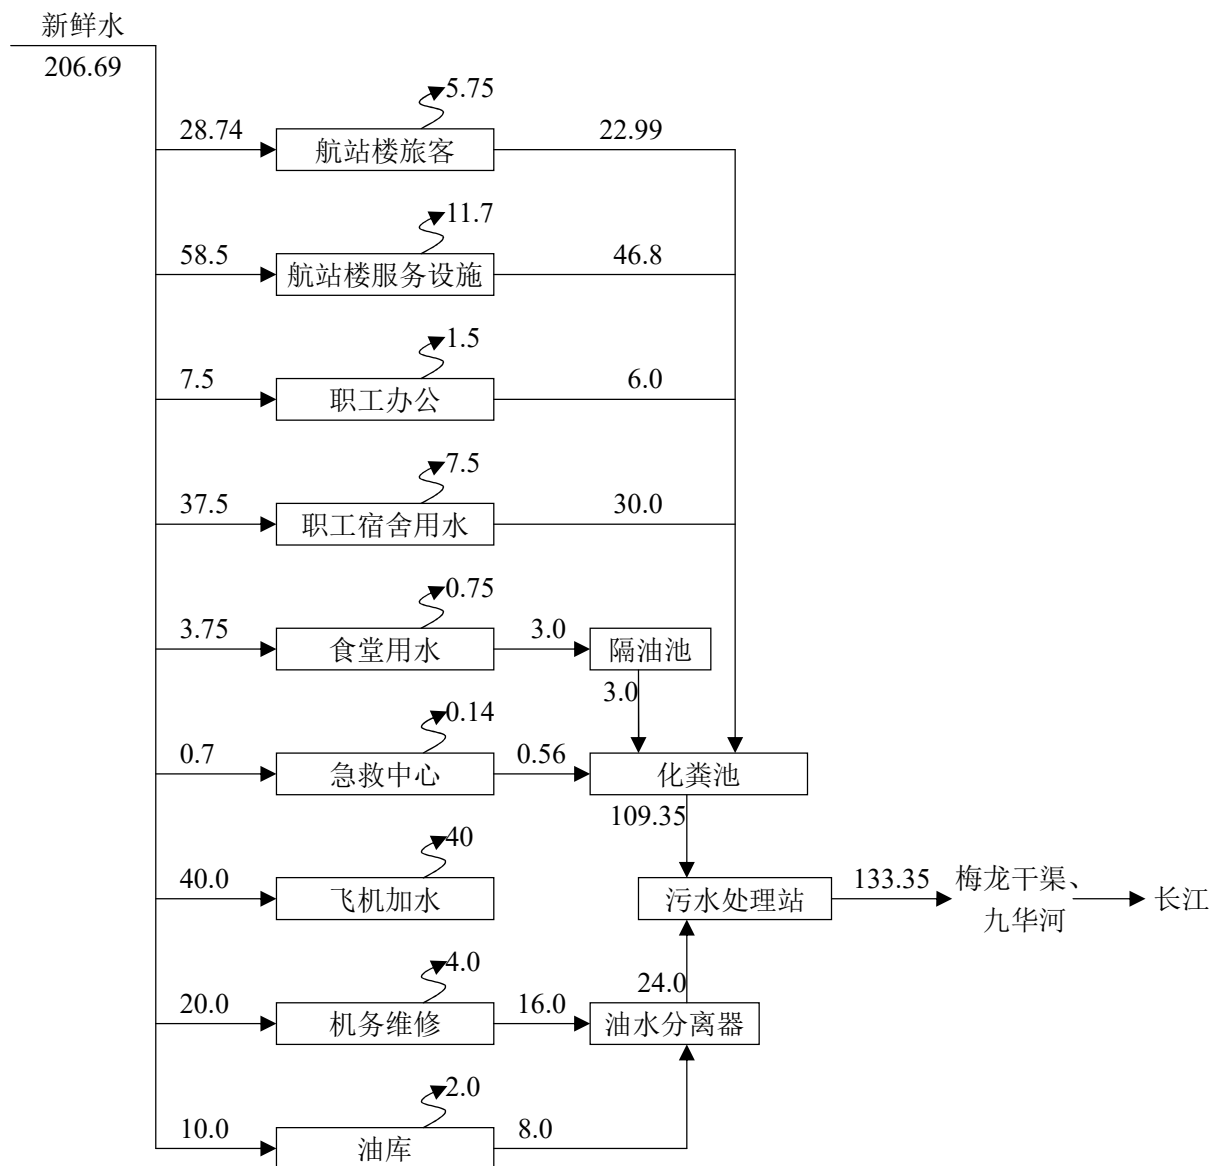 新鲜水
206.69
5.75
28.74
航站楼旅客
22.99
11.7
58.5
航站楼服务设施
46.8
1.5
7.5
职工办公
6.0
7.5
37.5
职工宿舍用水
30.0
0.75
3.75
食堂用水
3.0
隔油池
3.0
0.14
0.7
急救中心
0.56
化粪池
109.35
40
40.0
飞机加水
污水处理站
133.35
梅龙干渠、
九华河
长江
4.0
20.0
机务维修
16.0
24.0
油水分离器
2.0
10.0
油库
8.0